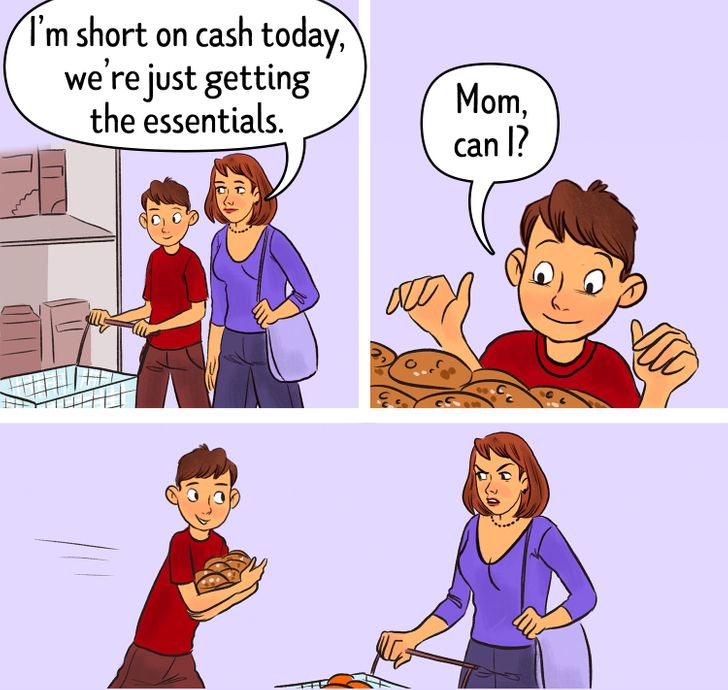 I'm short on cash today,
we're just getting
the essentials.
Mom,
can I?